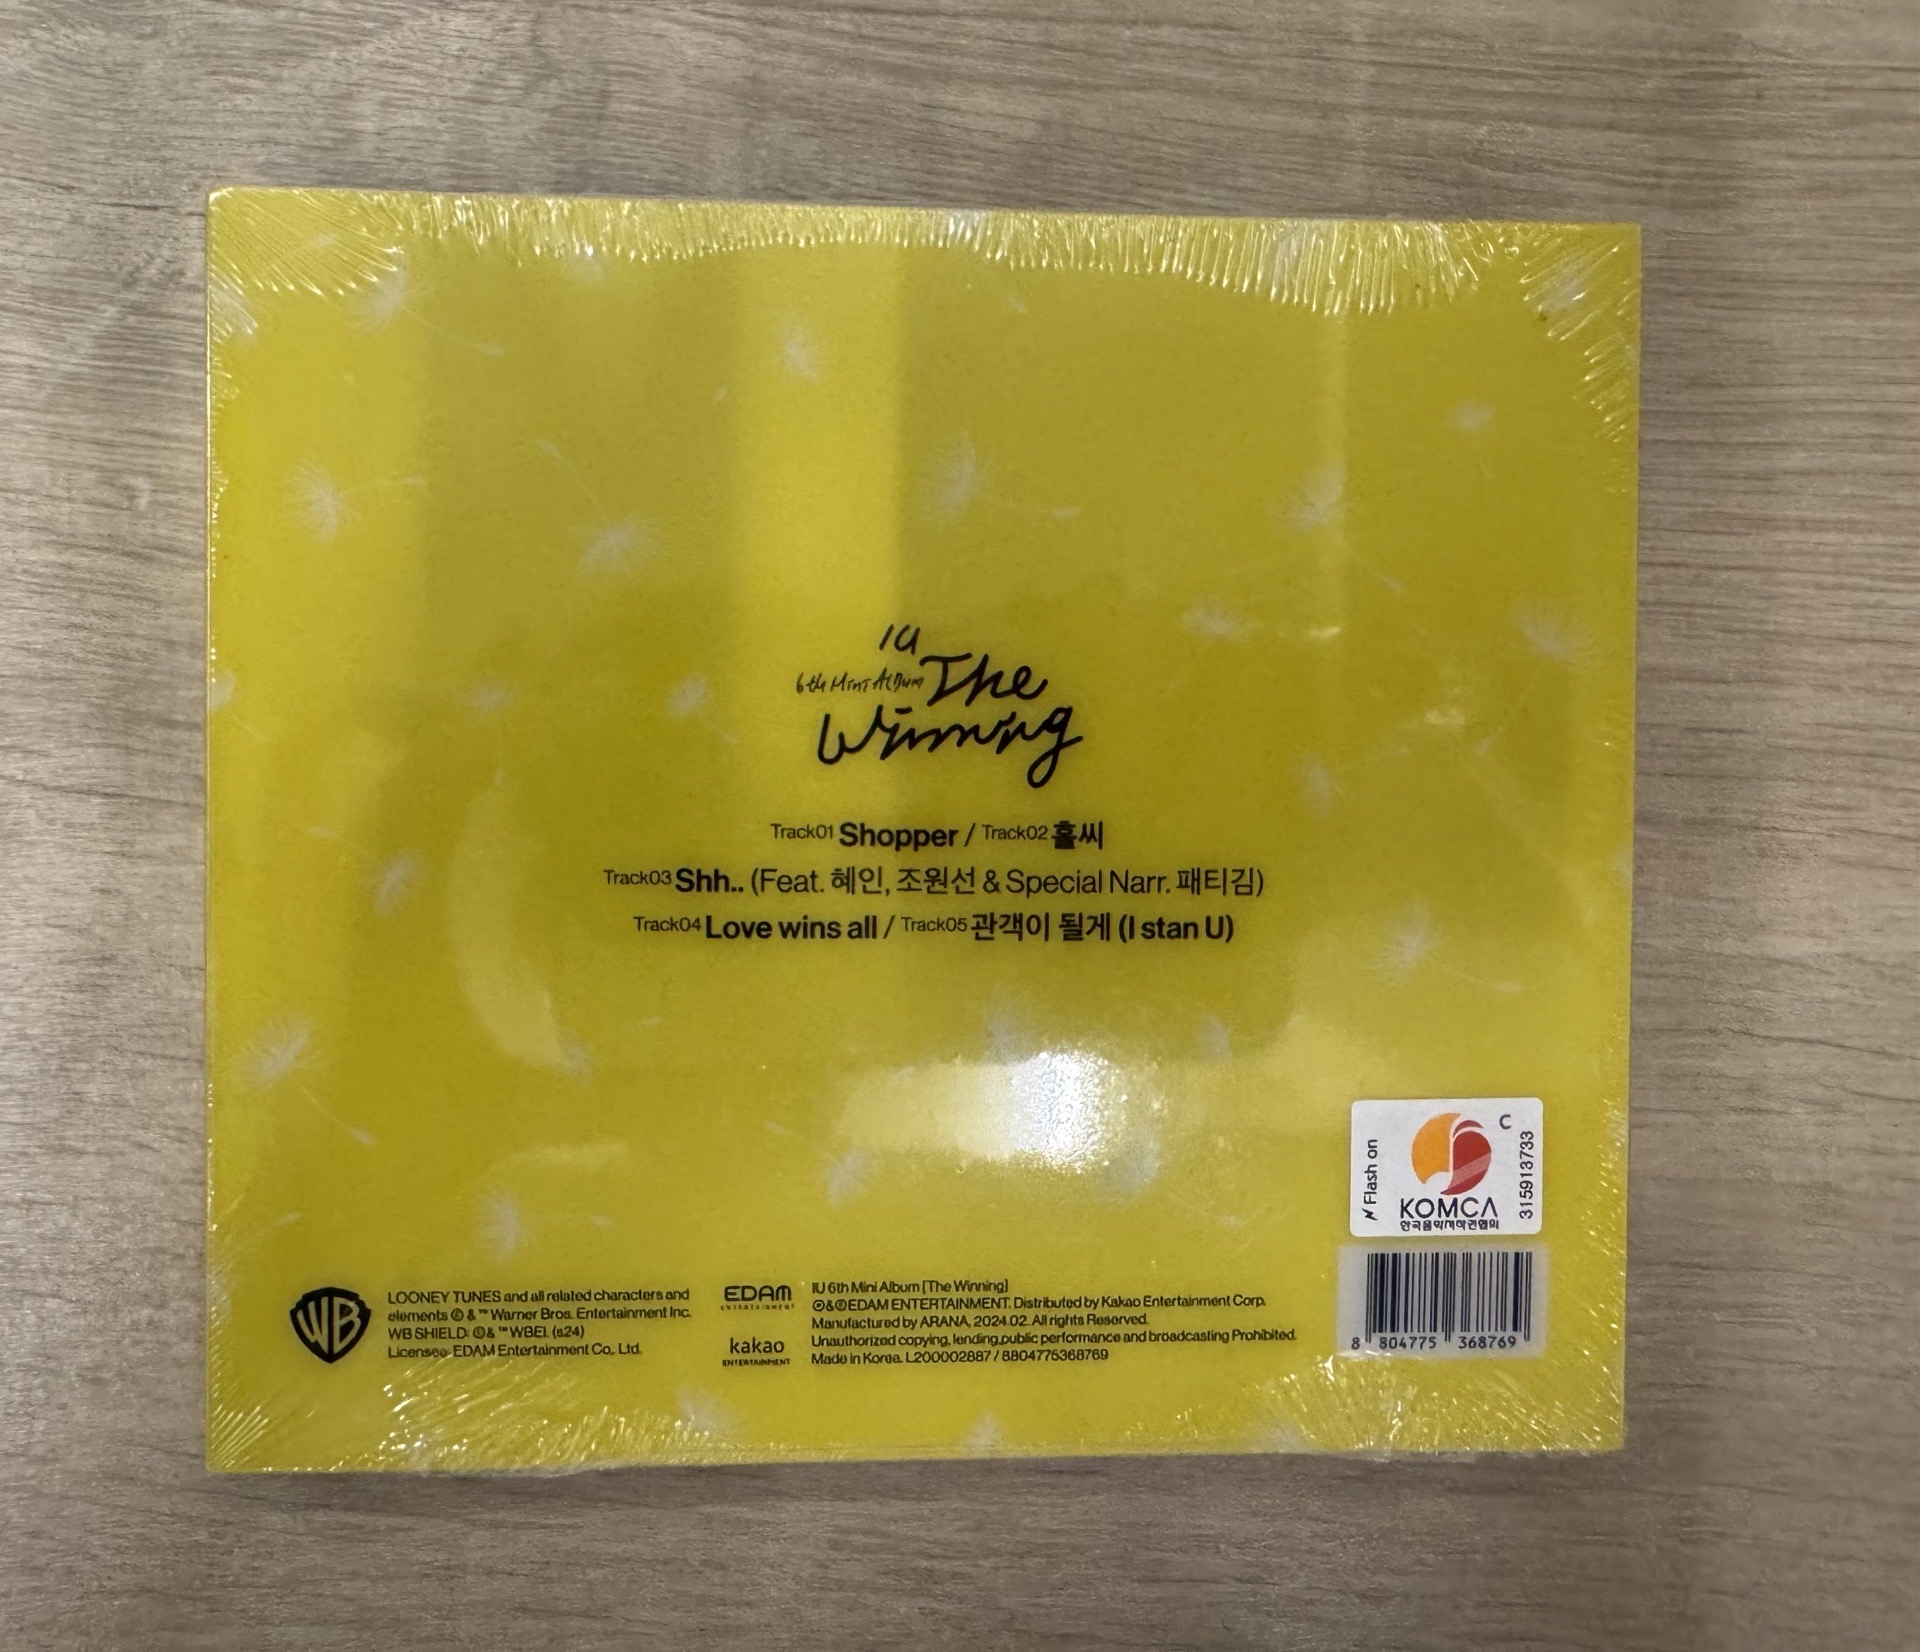 IU
6th Mini Album The
Winning
Track01 Shopper / Track02 홀씨
Track03 Shh.. (Feat. 혜인, 조원선 & Special Narr. 패티김)
Track04 Love wins all / Track05 관객이 될게 (I stan U)
Flash on
C
KOMCA
한국음악저작권협회
315913733
WB
LOONEY TUNES and all related characters and
elements © & ™ Warner Bros. Entertainment Inc.
WB SHIELD: © & ™ WBEI. (s24)
Licensee: EDAM Entertainment Co,. Ltd.
EDAM
entertainment
kakao
ENTERTAINMENT
IU 6th Mini Album [The Winning]
℗&© EDAM ENTERTAINMENT. Distributed by Kakao Entertainment Corp.
Manufactured by ARANA, 2024.02. All rights Reserved.
Unauthorized copying, lending,public performance and broadcasting Prohibited.
Made in Korea. L200002887 / 8804775368769
8 804775 368769